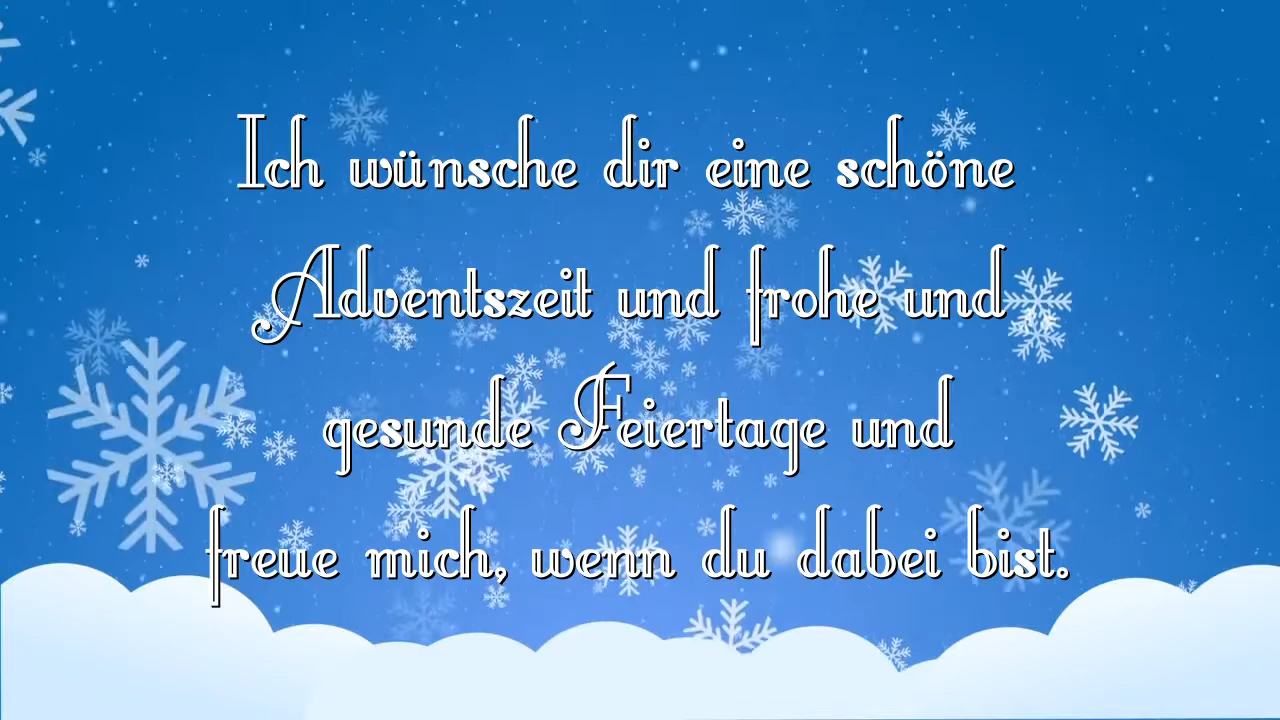 Ich wünsche dir eine schöne
Adventszeit und frohe und
gesunde Feiertage und
freue mich, wenn du dabei bist.